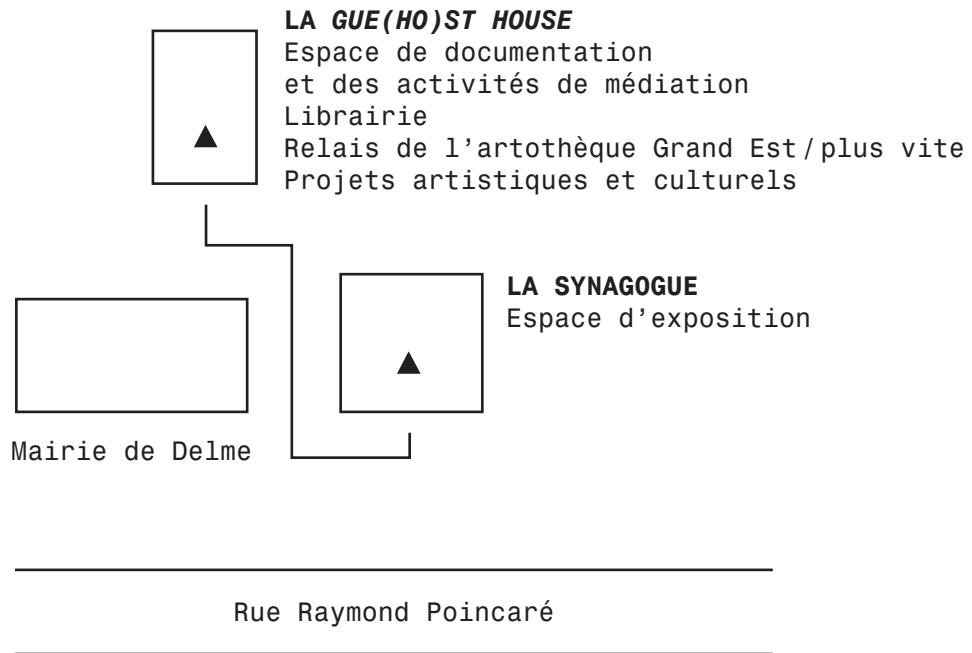 LA GUE(HO)ST HOUSE
Espace de documentation
et des activités de médiation
Librairie
Relais de l’artothèque Grand Est / plus vite
Projets artistiques et culturels
LA SYNAGOGUE
Espace d’exposition
Mairie de Delme
Rue Raymond Poincaré